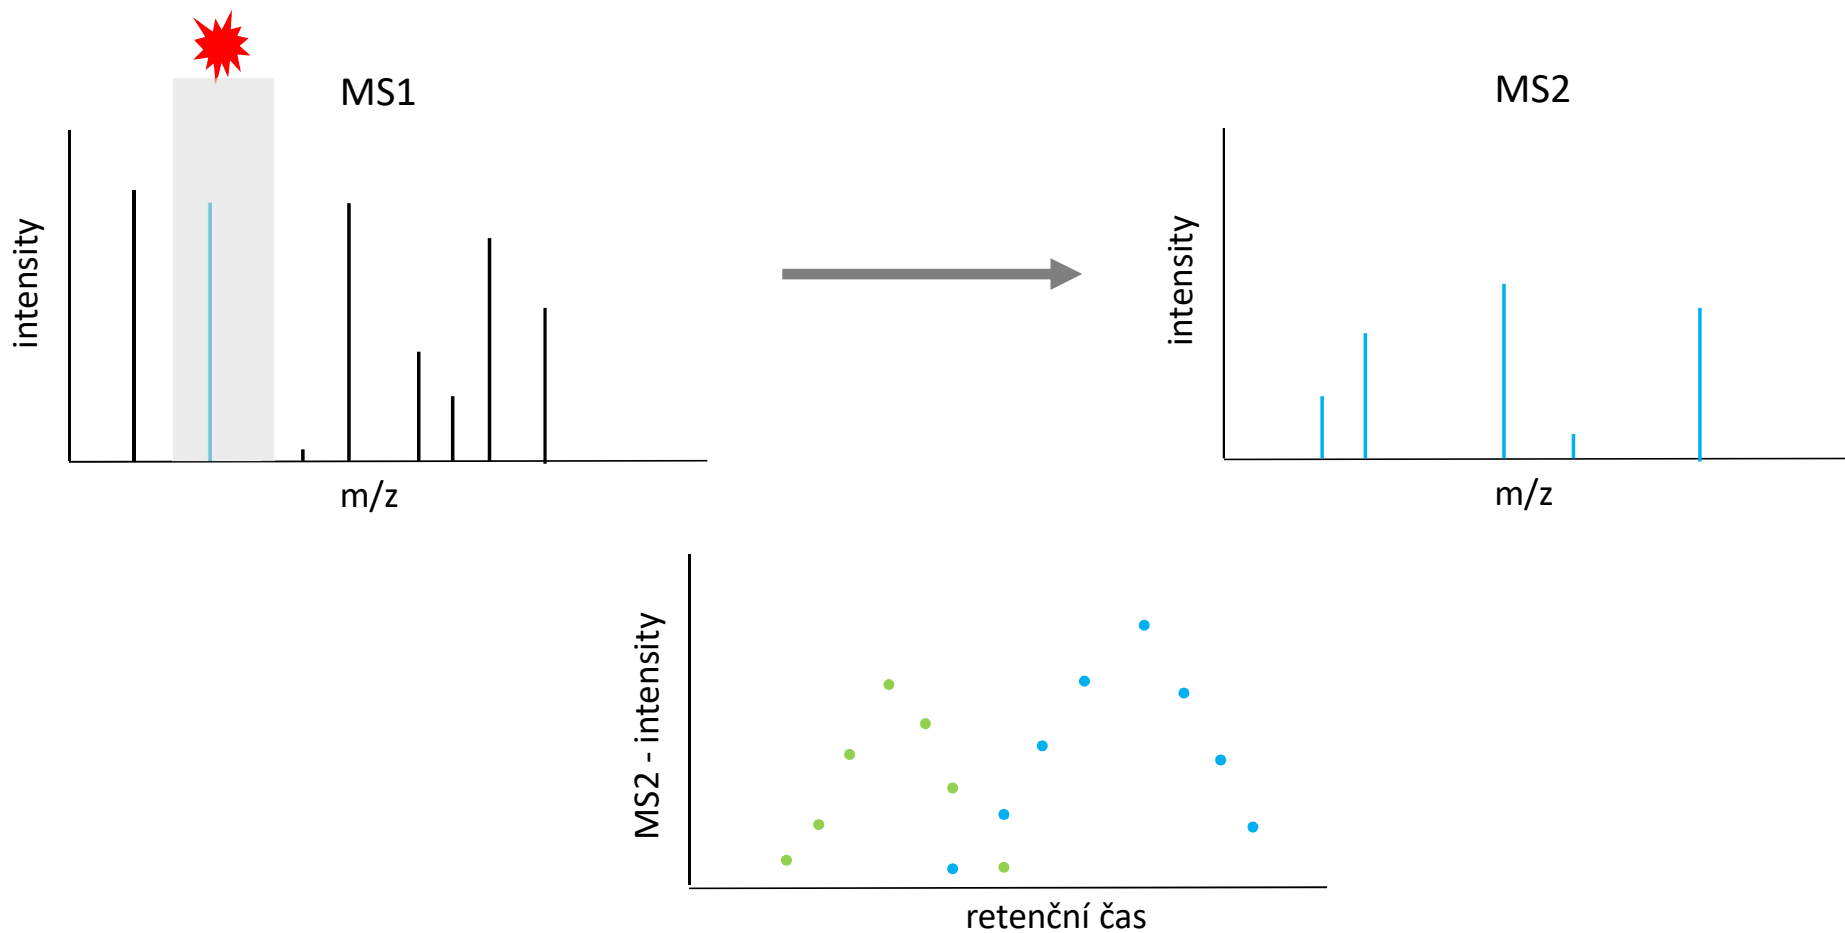 MS1
intensity
m/z
MS2
intensity
m/z
MS2 - intensity
retenční čas